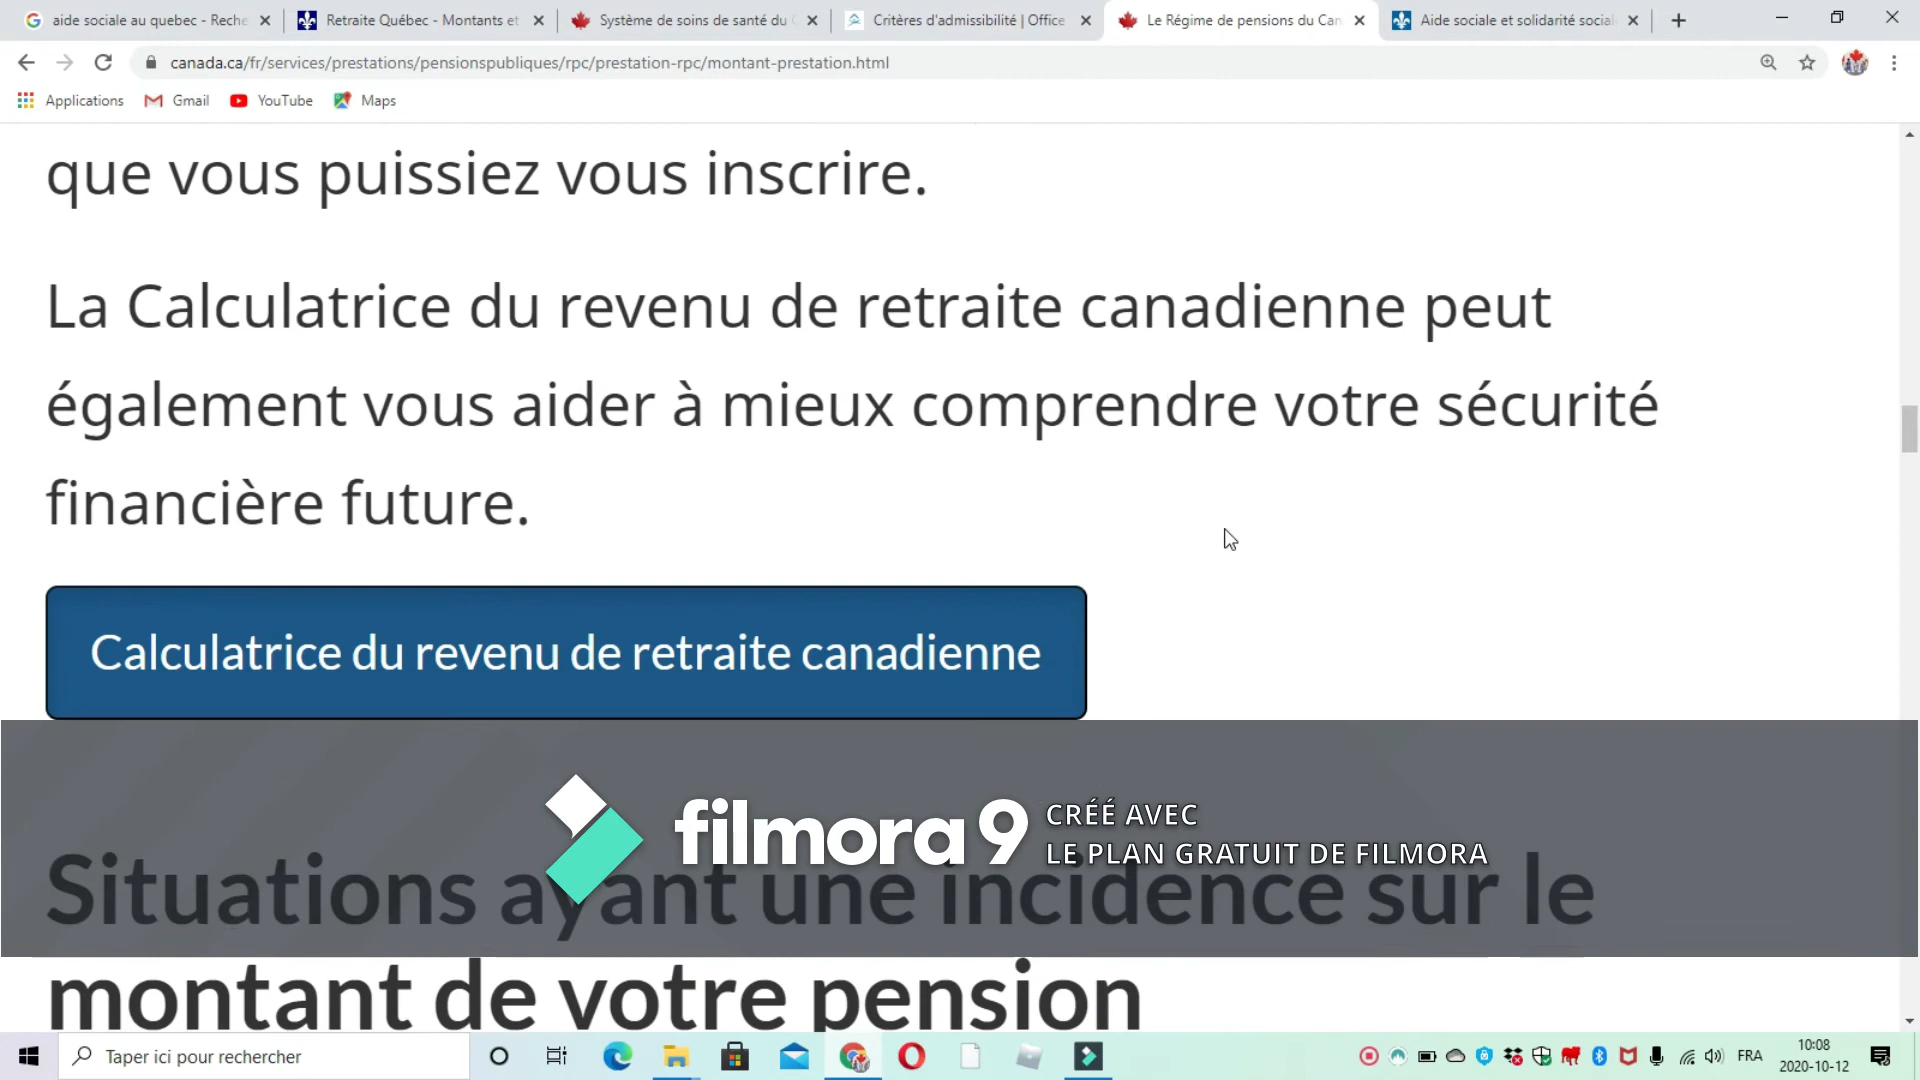 aide sociale au quebec - Reche
Retraite Québec - Montants et
Système de soins de santé du C
Critères d'admissibilité | Office
Le Régime de pensions du Can
Aide sociale et solidarité social
canada.ca/fr/services/prestations/pensionspubliques/rpc/prestation-rpc/montant-prestation.html
Applications
Gmail
YouTube
Maps
que vous puissiez vous inscrire.
La Calculatrice du revenu de retraite canadienne peut
également vous aider à mieux comprendre votre sécurité
financière future.
Calculatrice du revenu de retraite canadienne
filmora9
CRÉÉ AVEC
LE PLAN GRATUIT DE FILMORA
Situations ayant une incidence sur le
montant de votre pension
Taper ici pour rechercher
FRA
10:08
2020-10-12